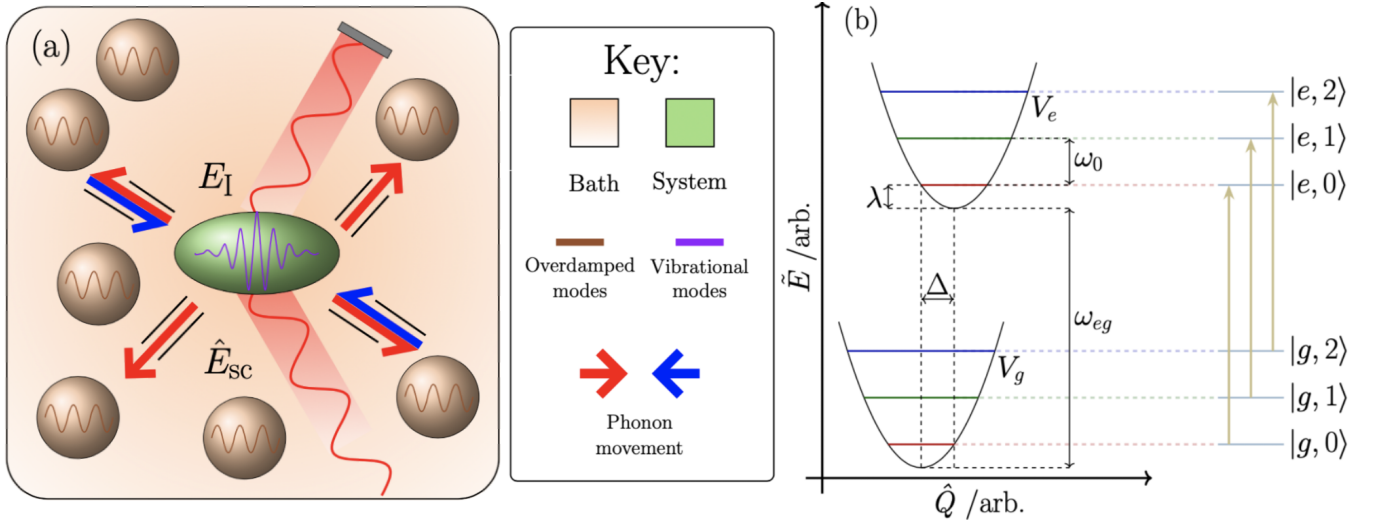 (a)
E_I
Ê_sc
Key:
Bath
System
Overdamped
modes
Vibrational
modes
Phonon
movement
(b)
Ẽ /arb.
Q̂ /arb.
V_e
ω_0
λ
Δ
ω_eg
V_g
|e, 2⟩
|e, 1⟩
|e, 0⟩
|g, 2⟩
|g, 1⟩
|g, 0⟩